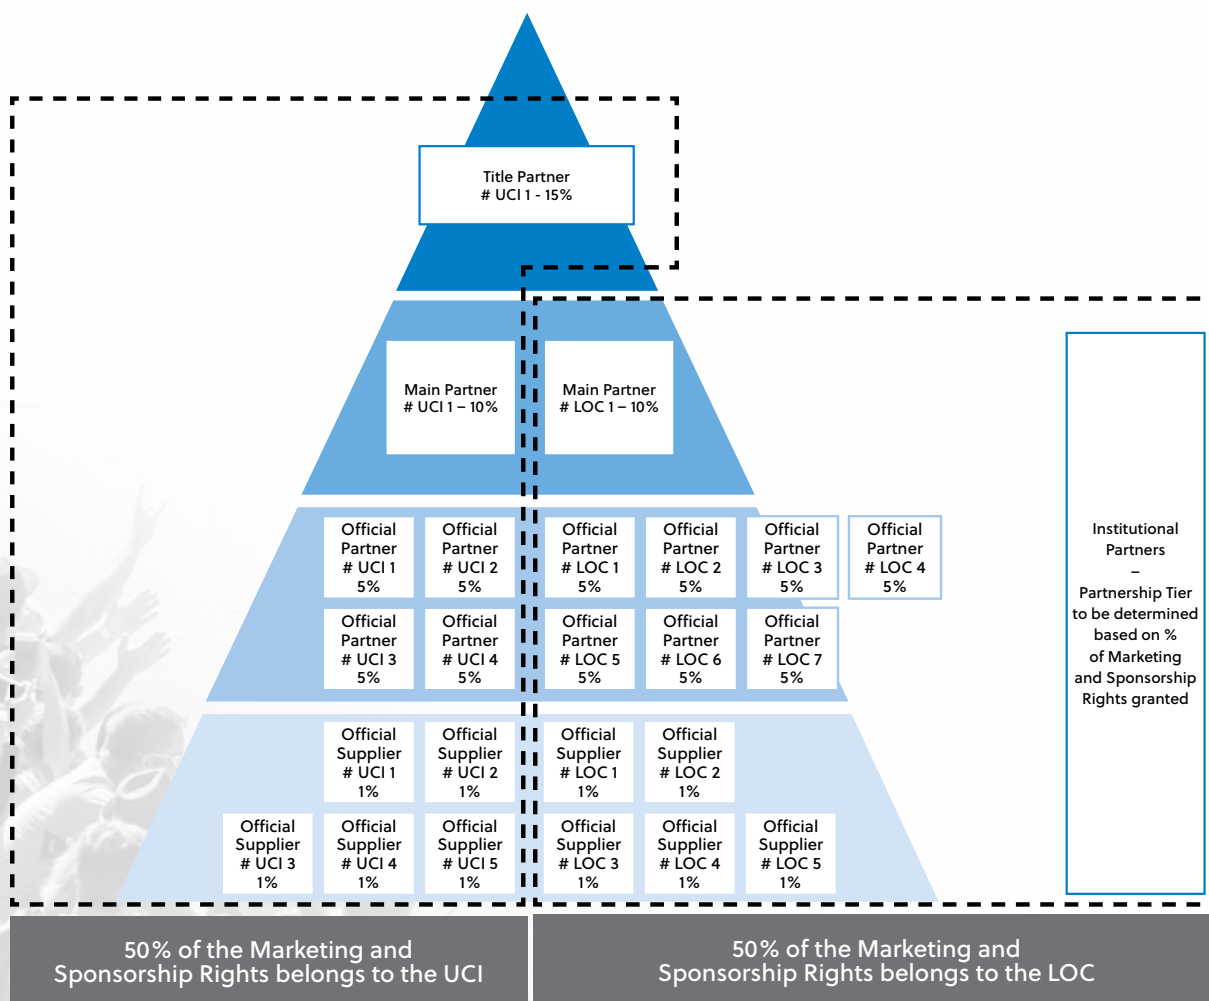 Title Partner
# UCI 1 - 15%
Main Partner
# UCI 1 – 10%
Main Partner
# LOC 1 – 10%
Official
Partner
# UCI 1
5%
Official
Partner
# UCI 2
5%
Official
Partner
# LOC 1
5%
Official
Partner
# LOC 2
5%
Official
Partner
# LOC 3
5%
Official
Partner
# LOC 4
5%
Official
Partner
# UCI 3
5%
Official
Partner
# UCI 4
5%
Official
Partner
# LOC 5
5%
Official
Partner
# LOC 6
5%
Official
Partner
# LOC 7
5%
Official
Supplier
# UCI 1
1%
Official
Supplier
# UCI 2
1%
Official
Supplier
# LOC 1
1%
Official
Supplier
# LOC 2
1%
Official
Supplier
# UCI 3
1%
Official
Supplier
# UCI 4
1%
Official
Supplier
# UCI 5
1%
Official
Supplier
# LOC 3
1%
Official
Supplier
# LOC 4
1%
Official
Supplier
# LOC 5
1%
Institutional
Partners
–
Partnership Tier
to be determined
based on %
of Marketing
and Sponsorship
Rights granted
50% of the Marketing and
Sponsorship Rights belongs to the UCI
50% of the Marketing and
Sponsorship Rights belongs to the LOC